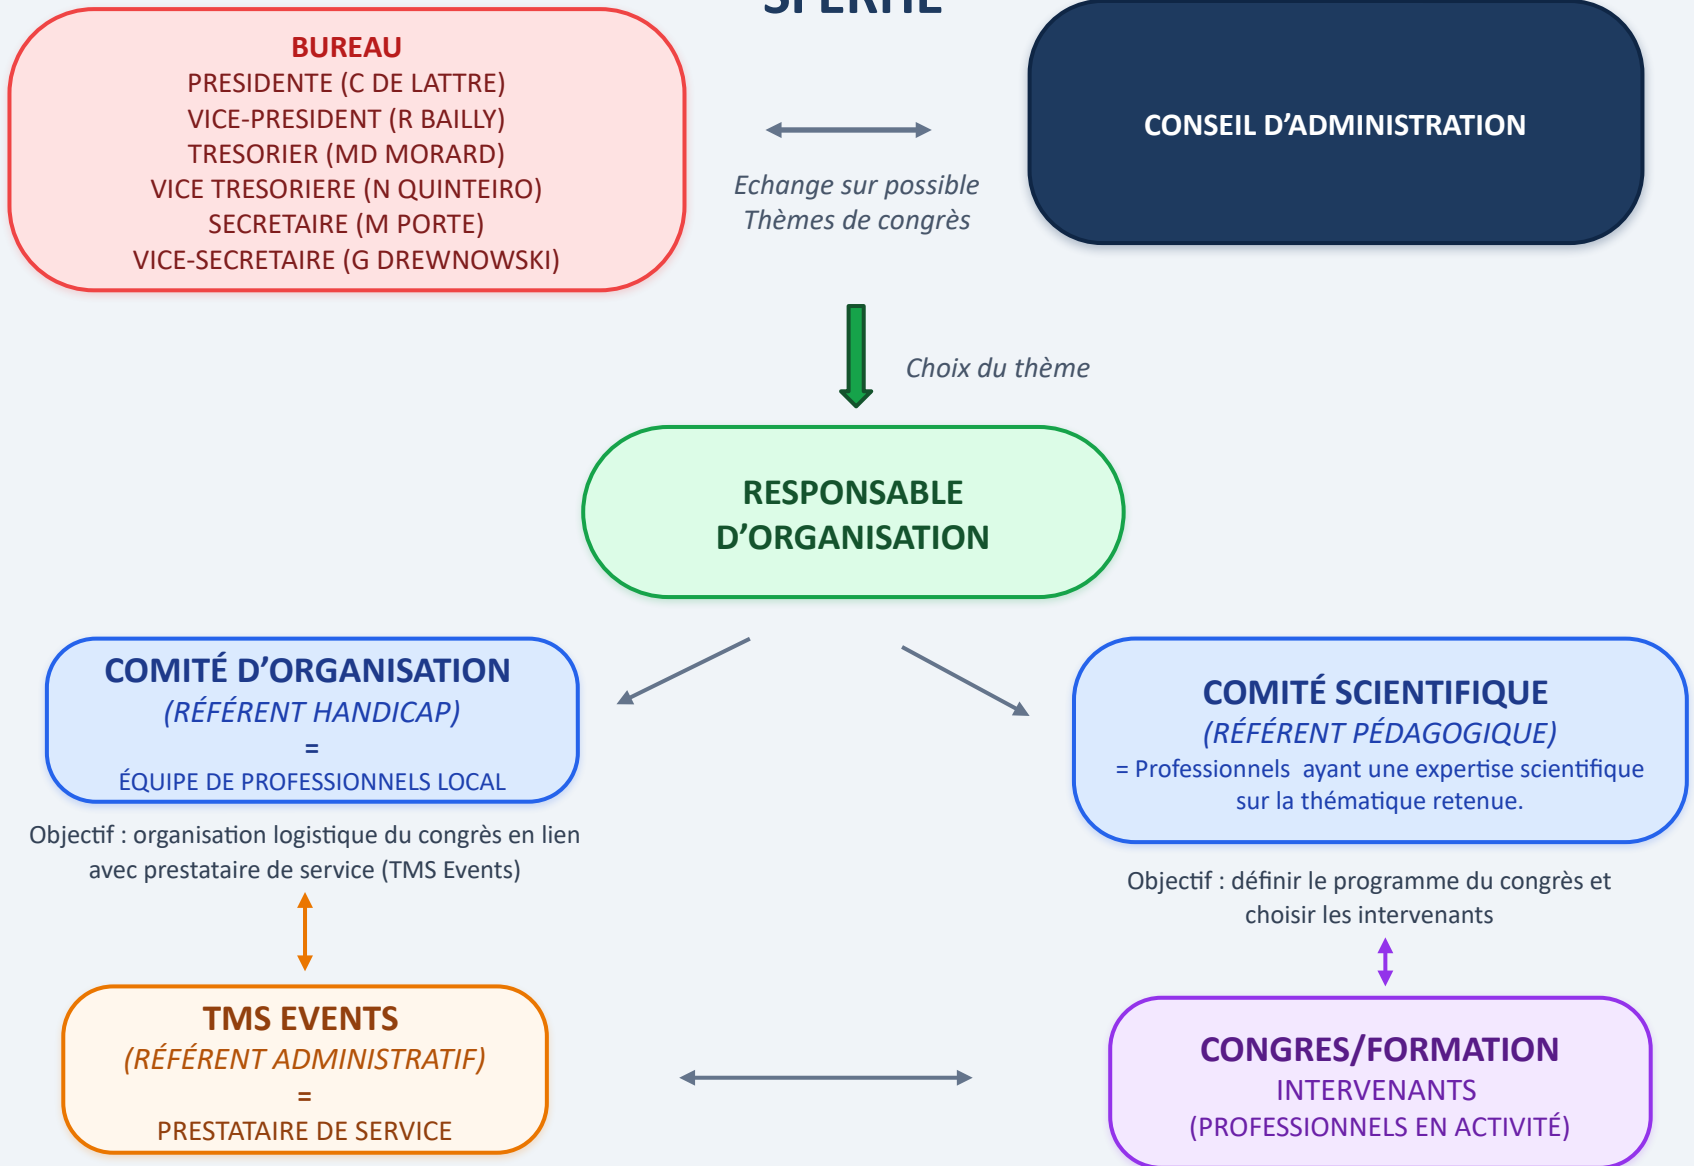 BUREAU
PRESIDENTE (C DE LATTRE)
VICE-PRESIDENT (R BAILLY)
TRESORIER (MD MORARD)
VICE TRESORIERE (N QUINTEIRO)
SECRETAIRE (M PORTE)
VICE-SECRETAIRE (G DREWNOWSKI)
Echange sur possible
Thèmes de congrès
CONSEIL D’ADMINISTRATION
Choix du thème
RESPONSABLE
D’ORGANISATION
COMITÉ D’ORGANISATION
(RÉFÉRENT HANDICAP)
=
ÉQUIPE DE PROFESSIONNELS LOCAL
Objectif : organisation logistique du congrès en lien
avec prestataire de service (TMS Events)
COMITÉ SCIENTIFIQUE
(RÉFÉRENT PÉDAGOGIQUE)
= Professionnels  ayant une expertise scientifique
sur la thématique retenue.
Objectif : définir le programme du congrès et
choisir les intervenants
TMS EVENTS
(RÉFÉRENT ADMINISTRATIF)
=
PRESTATAIRE DE SERVICE
CONGRES/FORMATION
INTERVENANTS
(PROFESSIONNELS EN ACTIVITÉ)